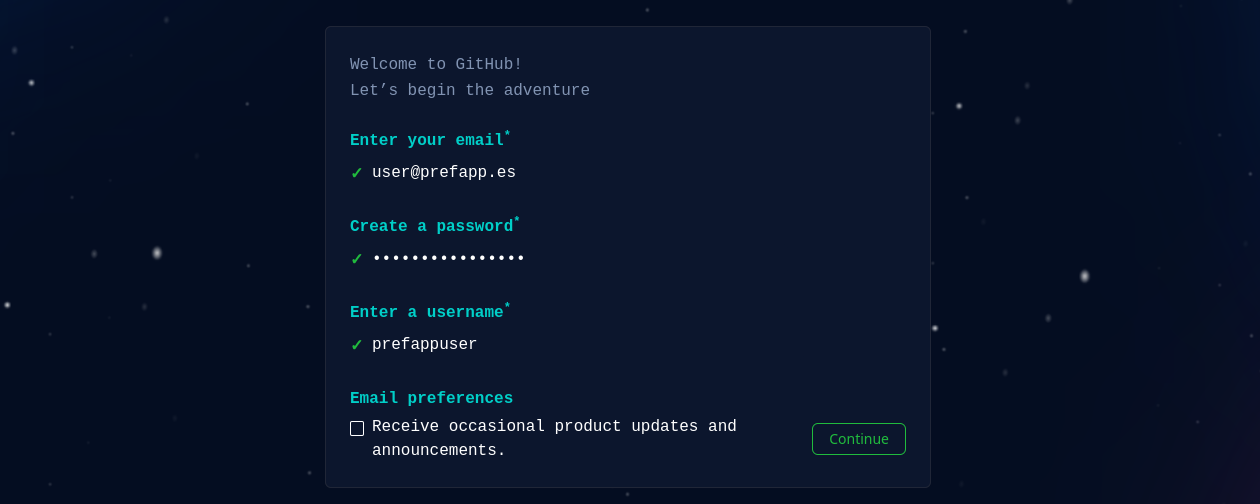 Welcome to GitHub!
Let’s begin the adventure
Enter your email*
✓ user@prefapp.es
Create a password*
✓ ••••••••••••••••
Enter a username*
✓ prefappuser
Email preferences
Receive occasional product updates and
announcements.
Continue